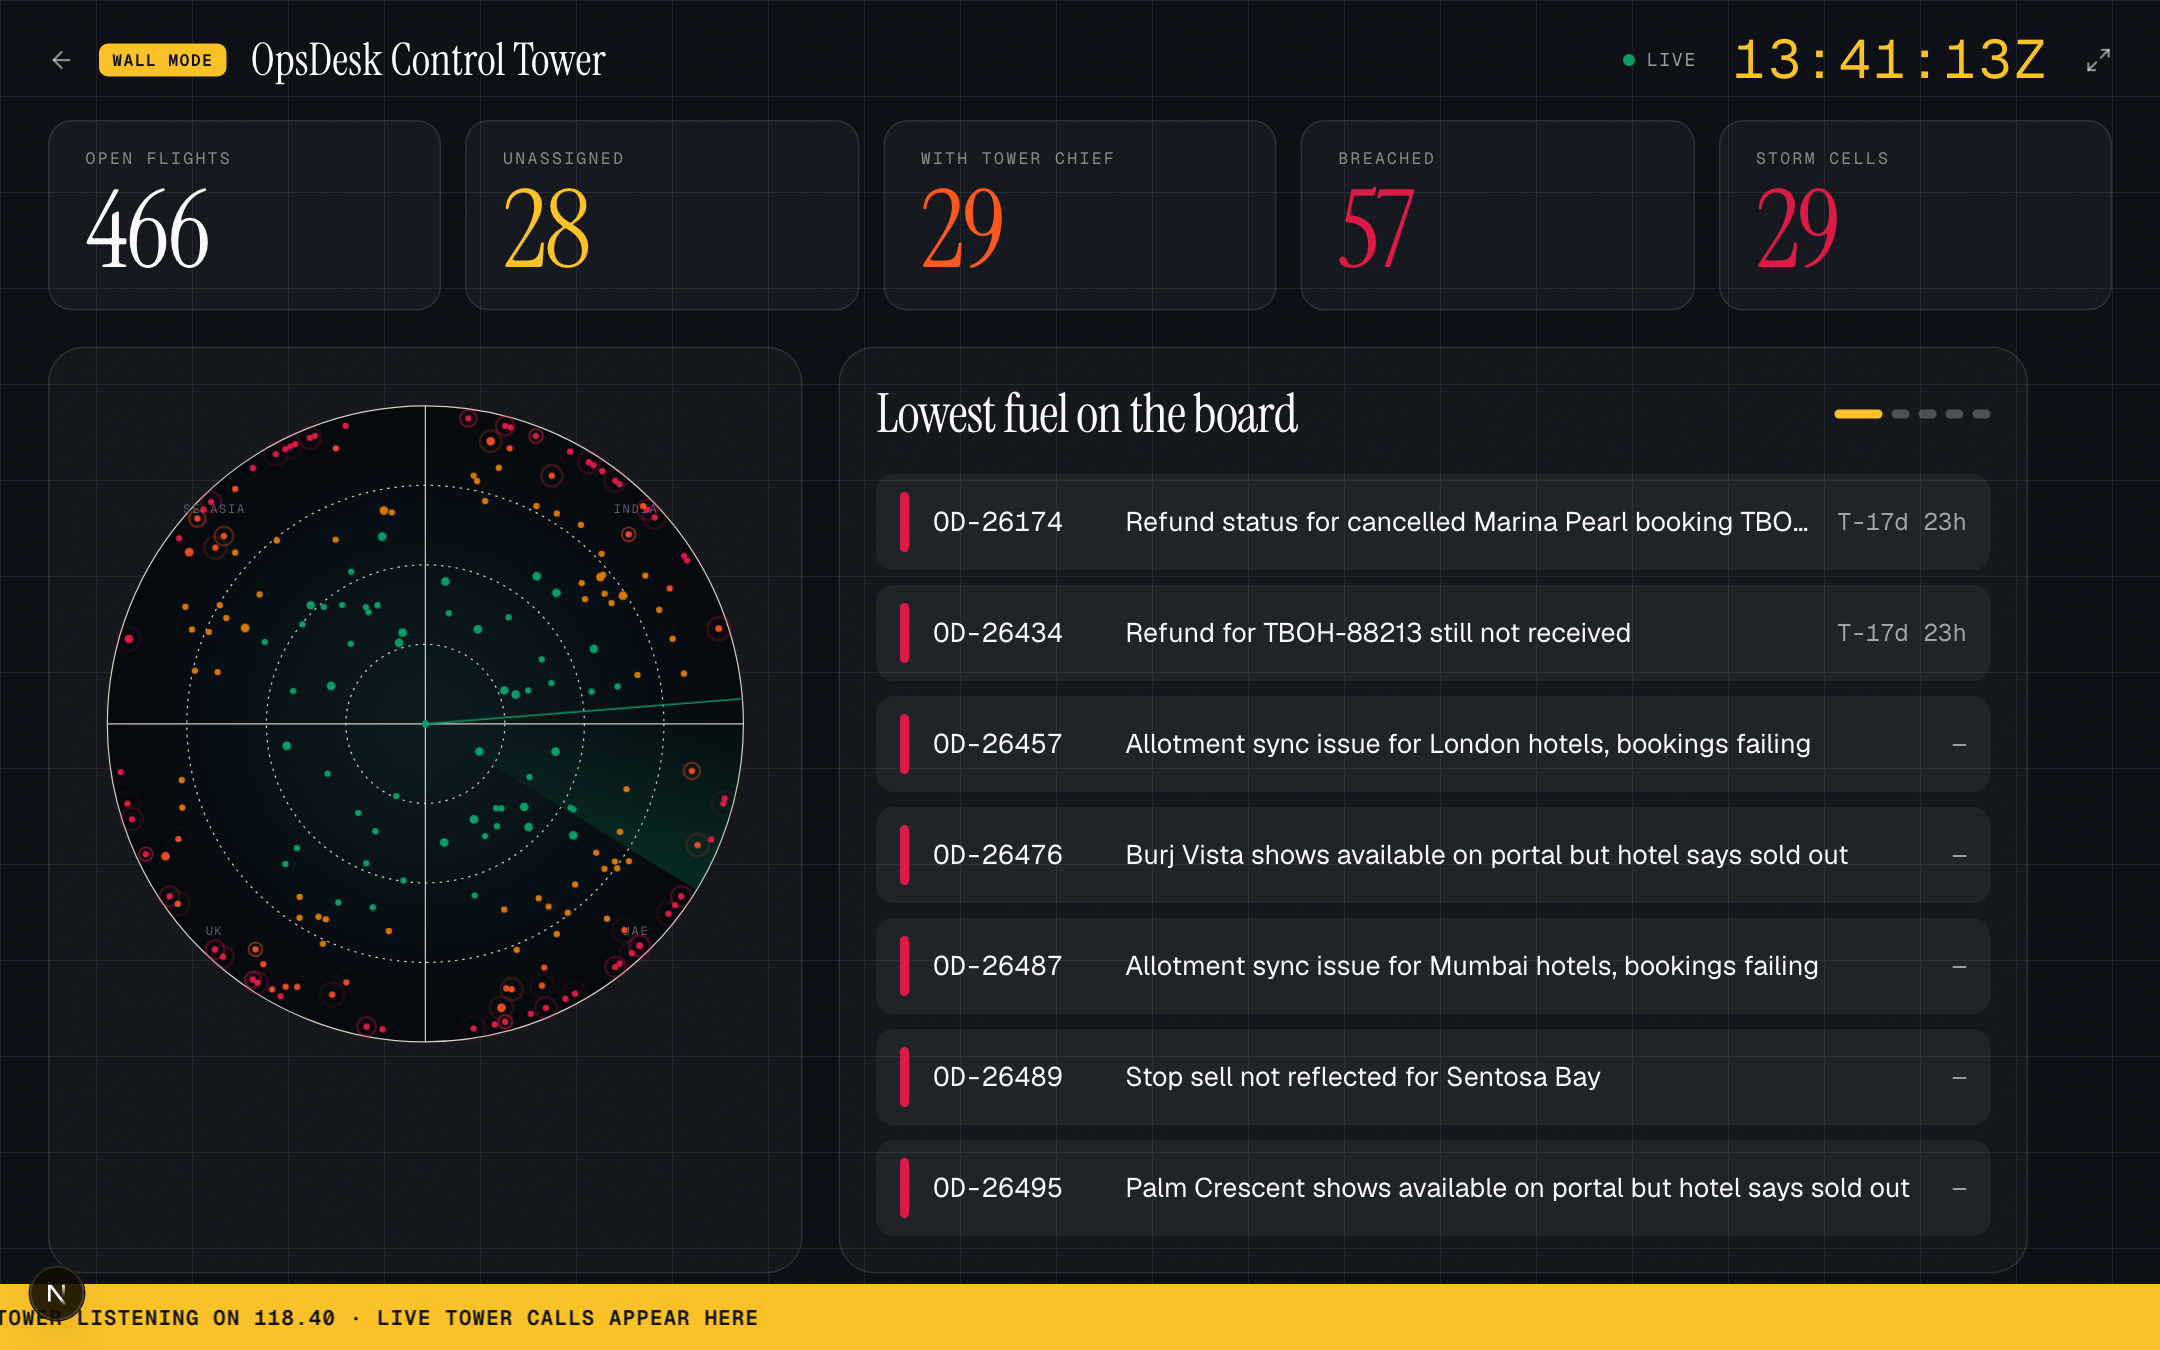 WALL MODE
OpsDesk Control Tower
LIVE
13:41:13Z
OPEN FLIGHTS
466
UNASSIGNED
28
WITH TOWER CHIEF
29
BREACHED
57
STORM CELLS
29
SE ASIA
INDIA
UK
UAE
Lowest fuel on the board
OD-26174 Refund status for cancelled Marina Pearl booking TBO… T-17d 23h
OD-26434 Refund for TBOH-88213 still not received T-17d 23h
OD-26457 Allotment sync issue for London hotels, bookings failing –
OD-26476 Burj Vista shows available on portal but hotel says sold out –
OD-26487 Allotment sync issue for Mumbai hotels, bookings failing –
OD-26489 Stop sell not reflected for Sentosa Bay –
OD-26495 Palm Crescent shows available on portal but hotel says sold out –
N
TOWER LISTENING ON 118.40 · LIVE TOWER CALLS APPEAR HERE